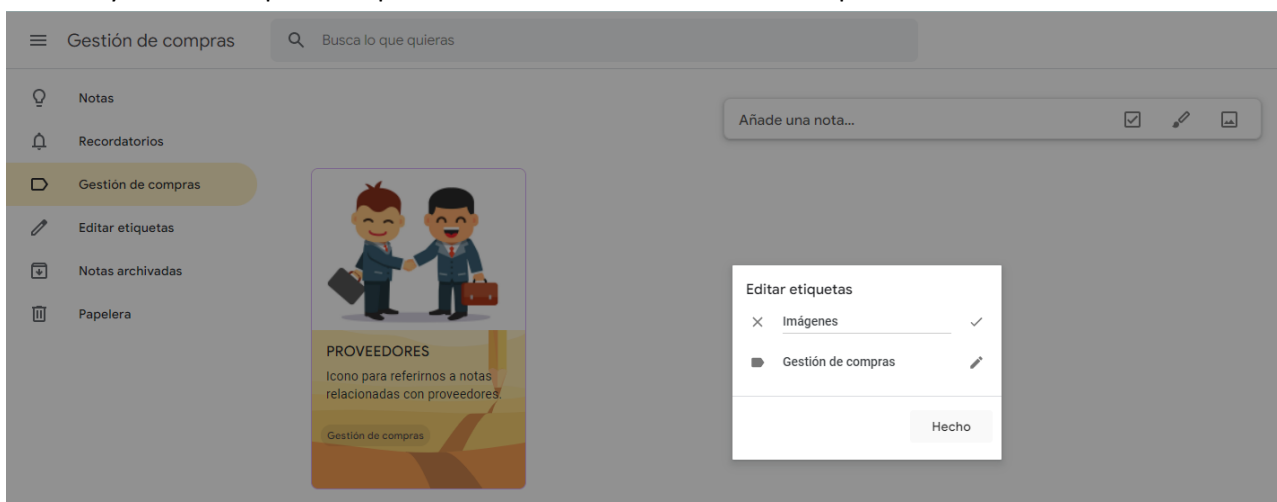 Gestión de compras
Busca lo que quieras
Notas
Recordatorios
Gestión de compras
Editar etiquetas
Notas archivadas
Papelera
Añade una nota...
PROVEEDORES
Icono para referirnos a notas
relacionadas con proveedores.
Gestión de compras
Editar etiquetas
Imágenes
Gestión de compras
Hecho